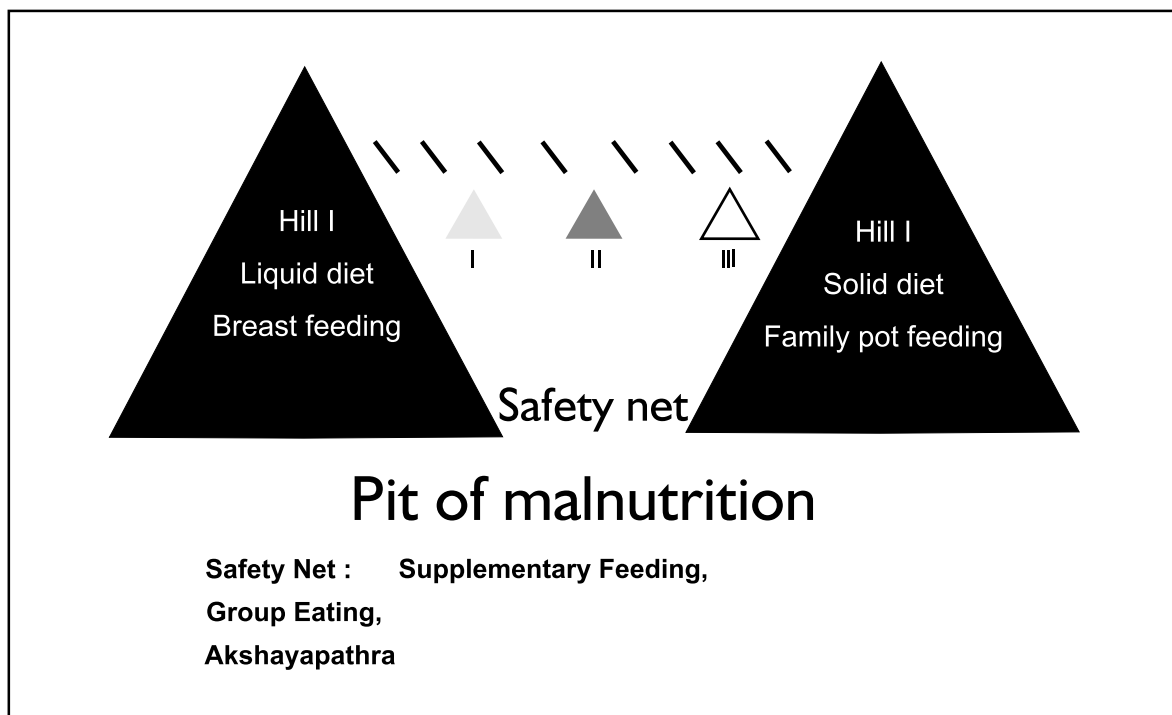 Hill I
Liquid diet
Breast feeding
I
II
III
Hill I
Solid diet
Family pot feeding
Safety net
Pit of malnutrition
Safety Net : Supplementary Feeding,
Group Eating,
Akshayapathra